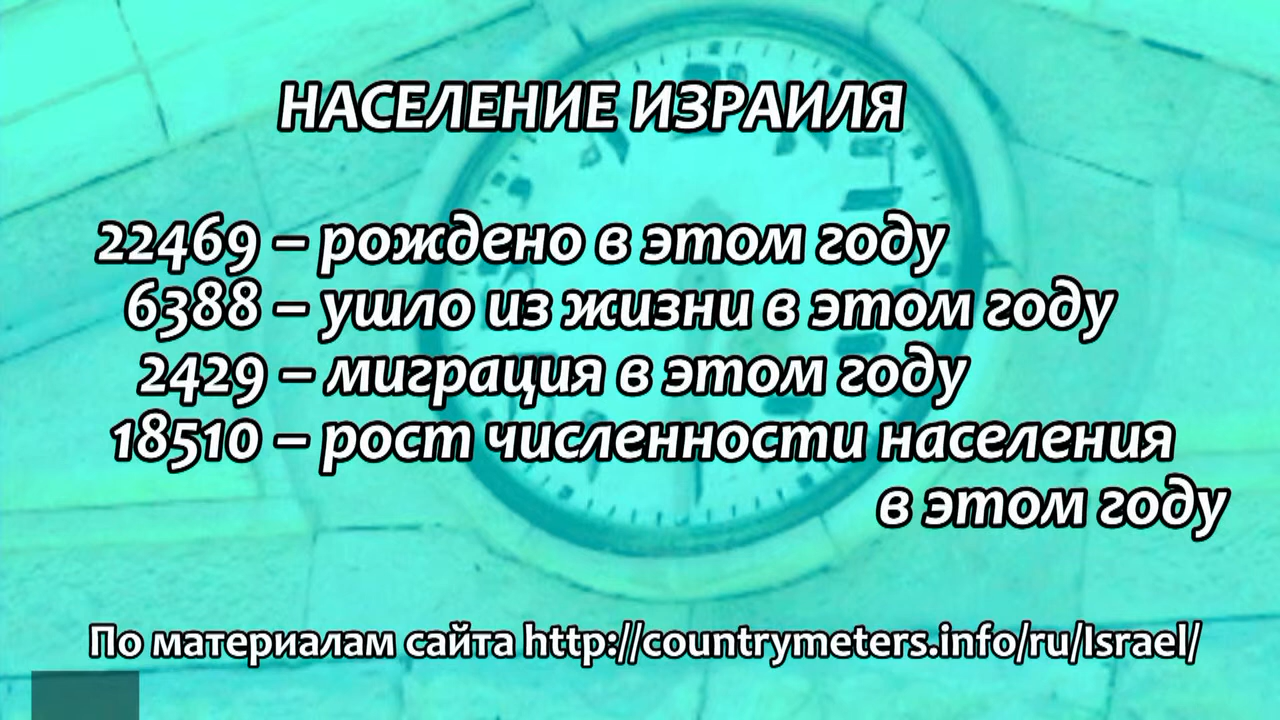 НАСЕЛЕНИЕ ИЗРАИЛЯ
22469 – рождено в этом году
6388 – ушло из жизни в этом году
2429 – миграция в этом году
18510 – рост численности населения
в этом году
По материалам сайта http://countrymeters.info/ru/Israel/